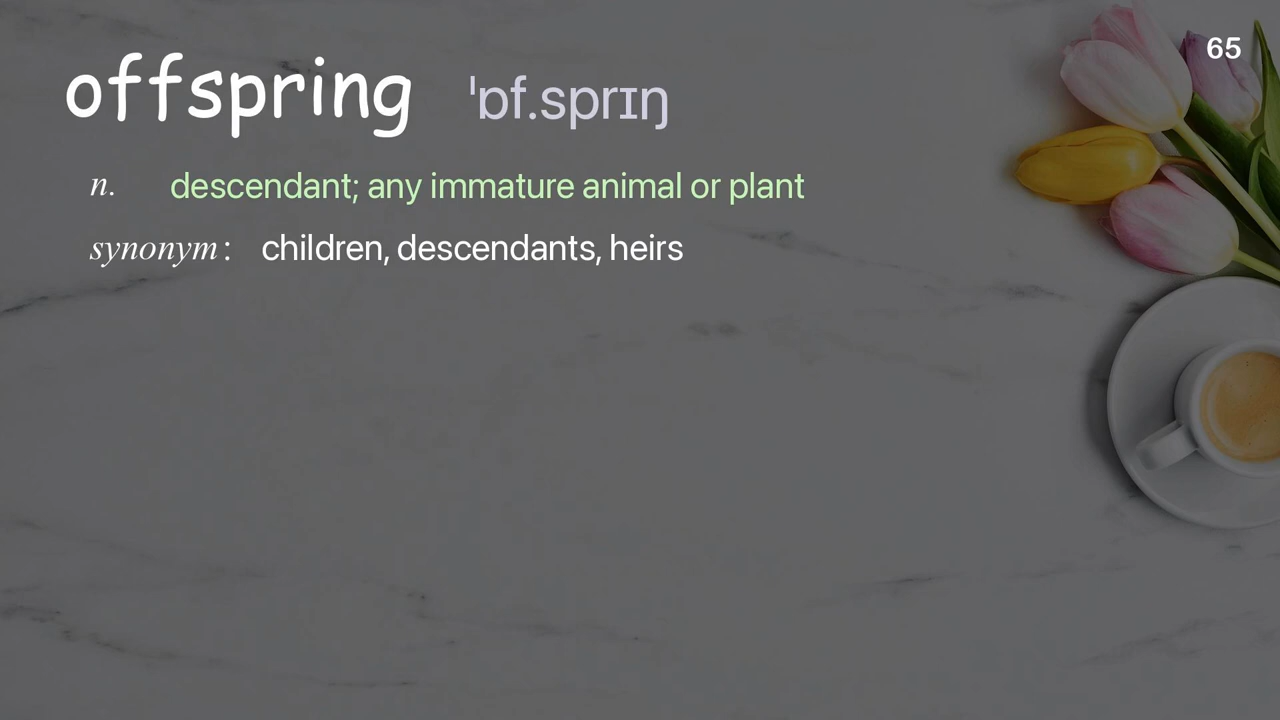 65
offspring ˈɒf.sprɪŋ
n. descendant; any immature animal or plant
synonym: children, descendants, heirs